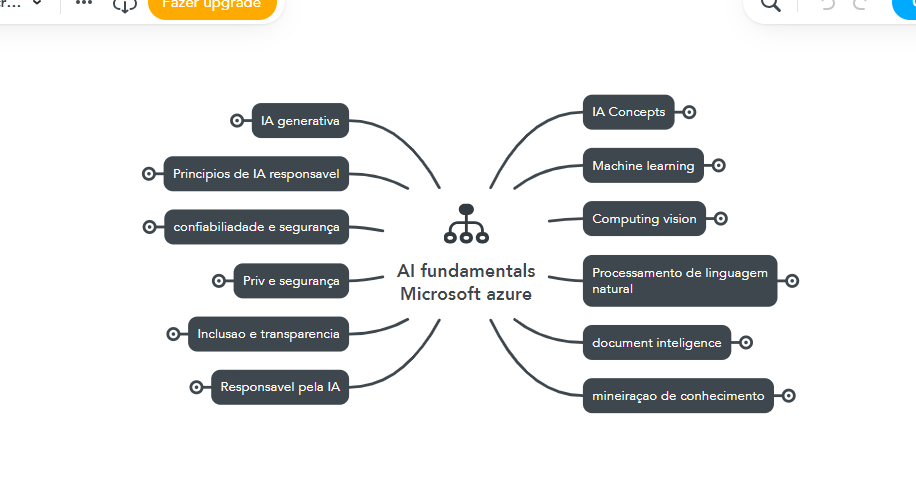 Fazer upgrade
IA generativa
Principios de IA responsavel
confiabiliadade e segurança
Priv e segurança
Inclusao e transparencia
Responsavel pela IA
AI fundamentals
Microsoft azure
IA Concepts
Machine learning
Computing vision
Processamento de linguagem
natural
document inteligence
mineiraçao de conhecimento